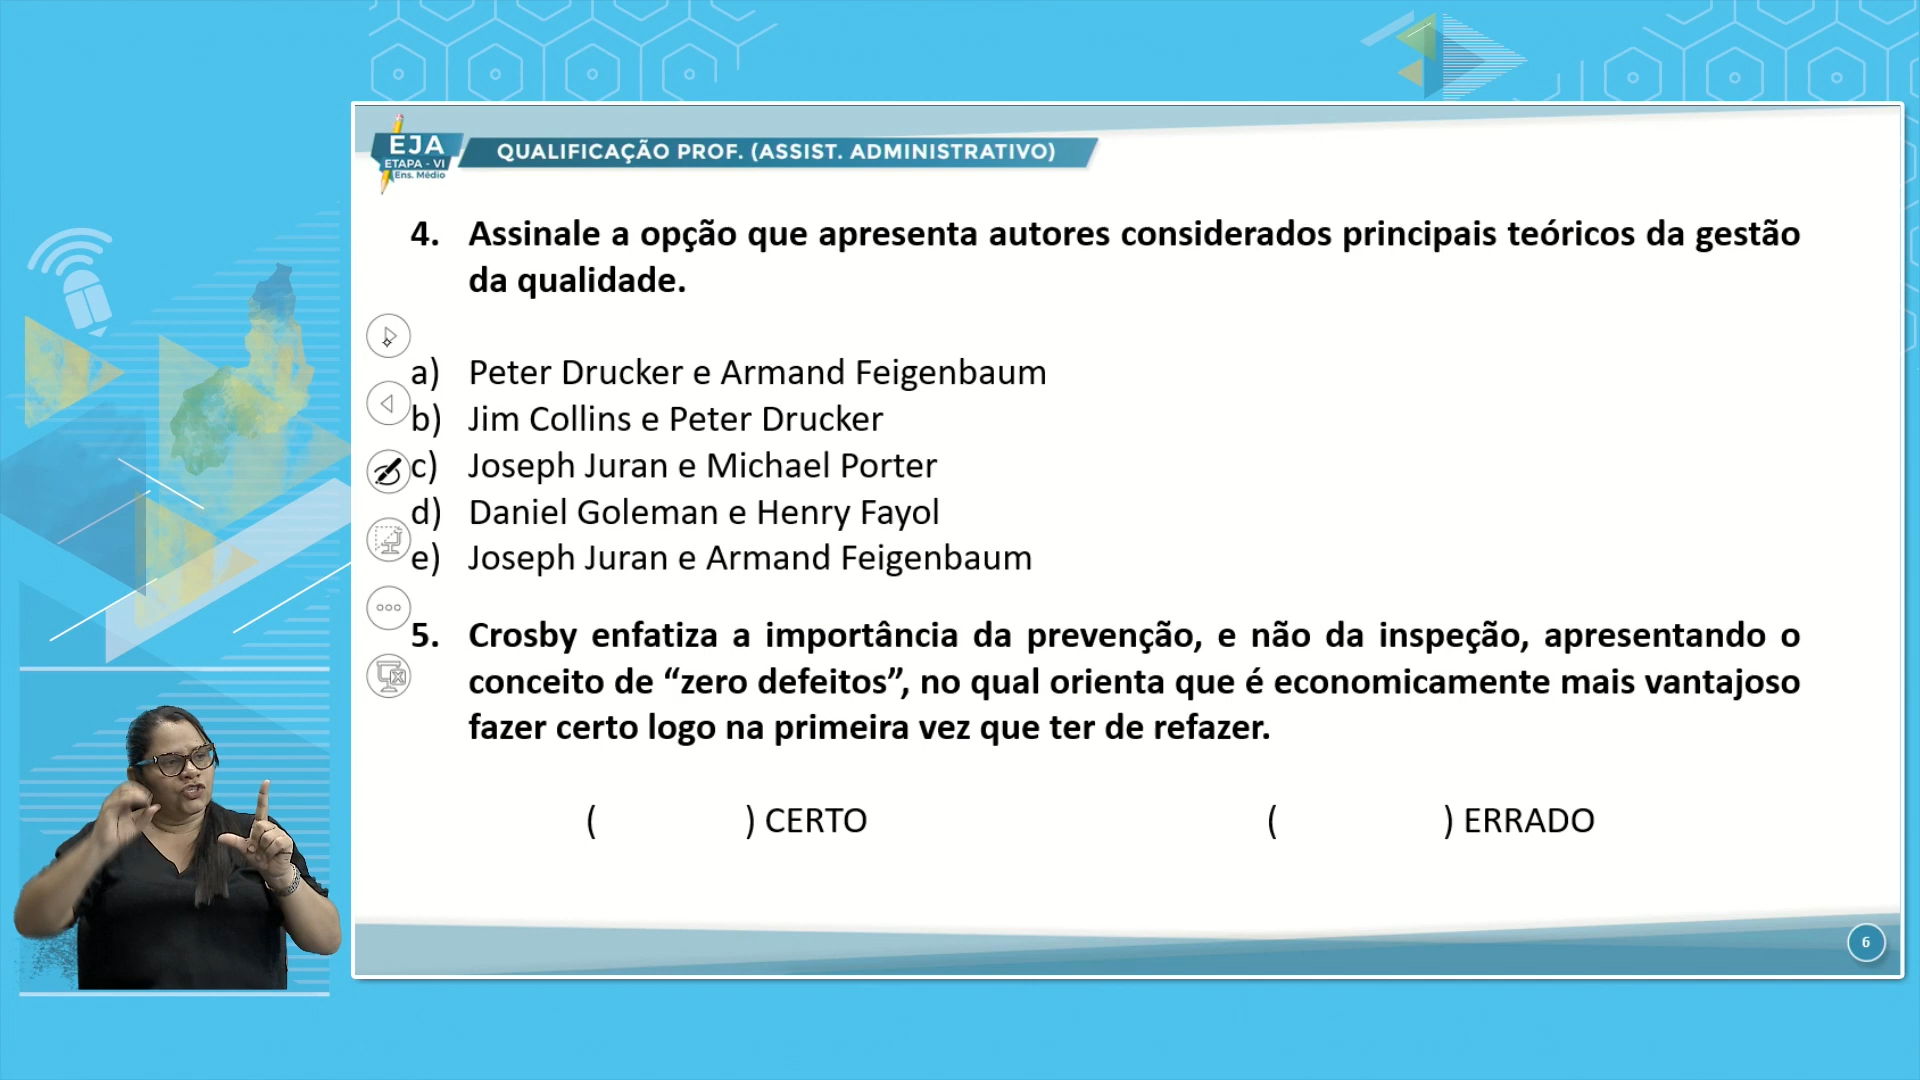 EJA
ETAPA - VI
Ens. Médio
QUALIFICAÇÃO PROF. (ASSIST. ADMINISTRATIVO)
4. Assinale a opção que apresenta autores considerados principais teóricos da gestão
da qualidade.
a) Peter Drucker e Armand Feigenbaum
b) Jim Collins e Peter Drucker
c) Joseph Juran e Michael Porter
d) Daniel Goleman e Henry Fayol
e) Joseph Juran e Armand Feigenbaum
5. Crosby enfatiza a importância da prevenção, e não da inspeção, apresentando o
conceito de “zero defeitos”, no qual orienta que é economicamente mais vantajoso
fazer certo logo na primeira vez que ter de refazer.
( ) CERTO ( ) ERRADO
6